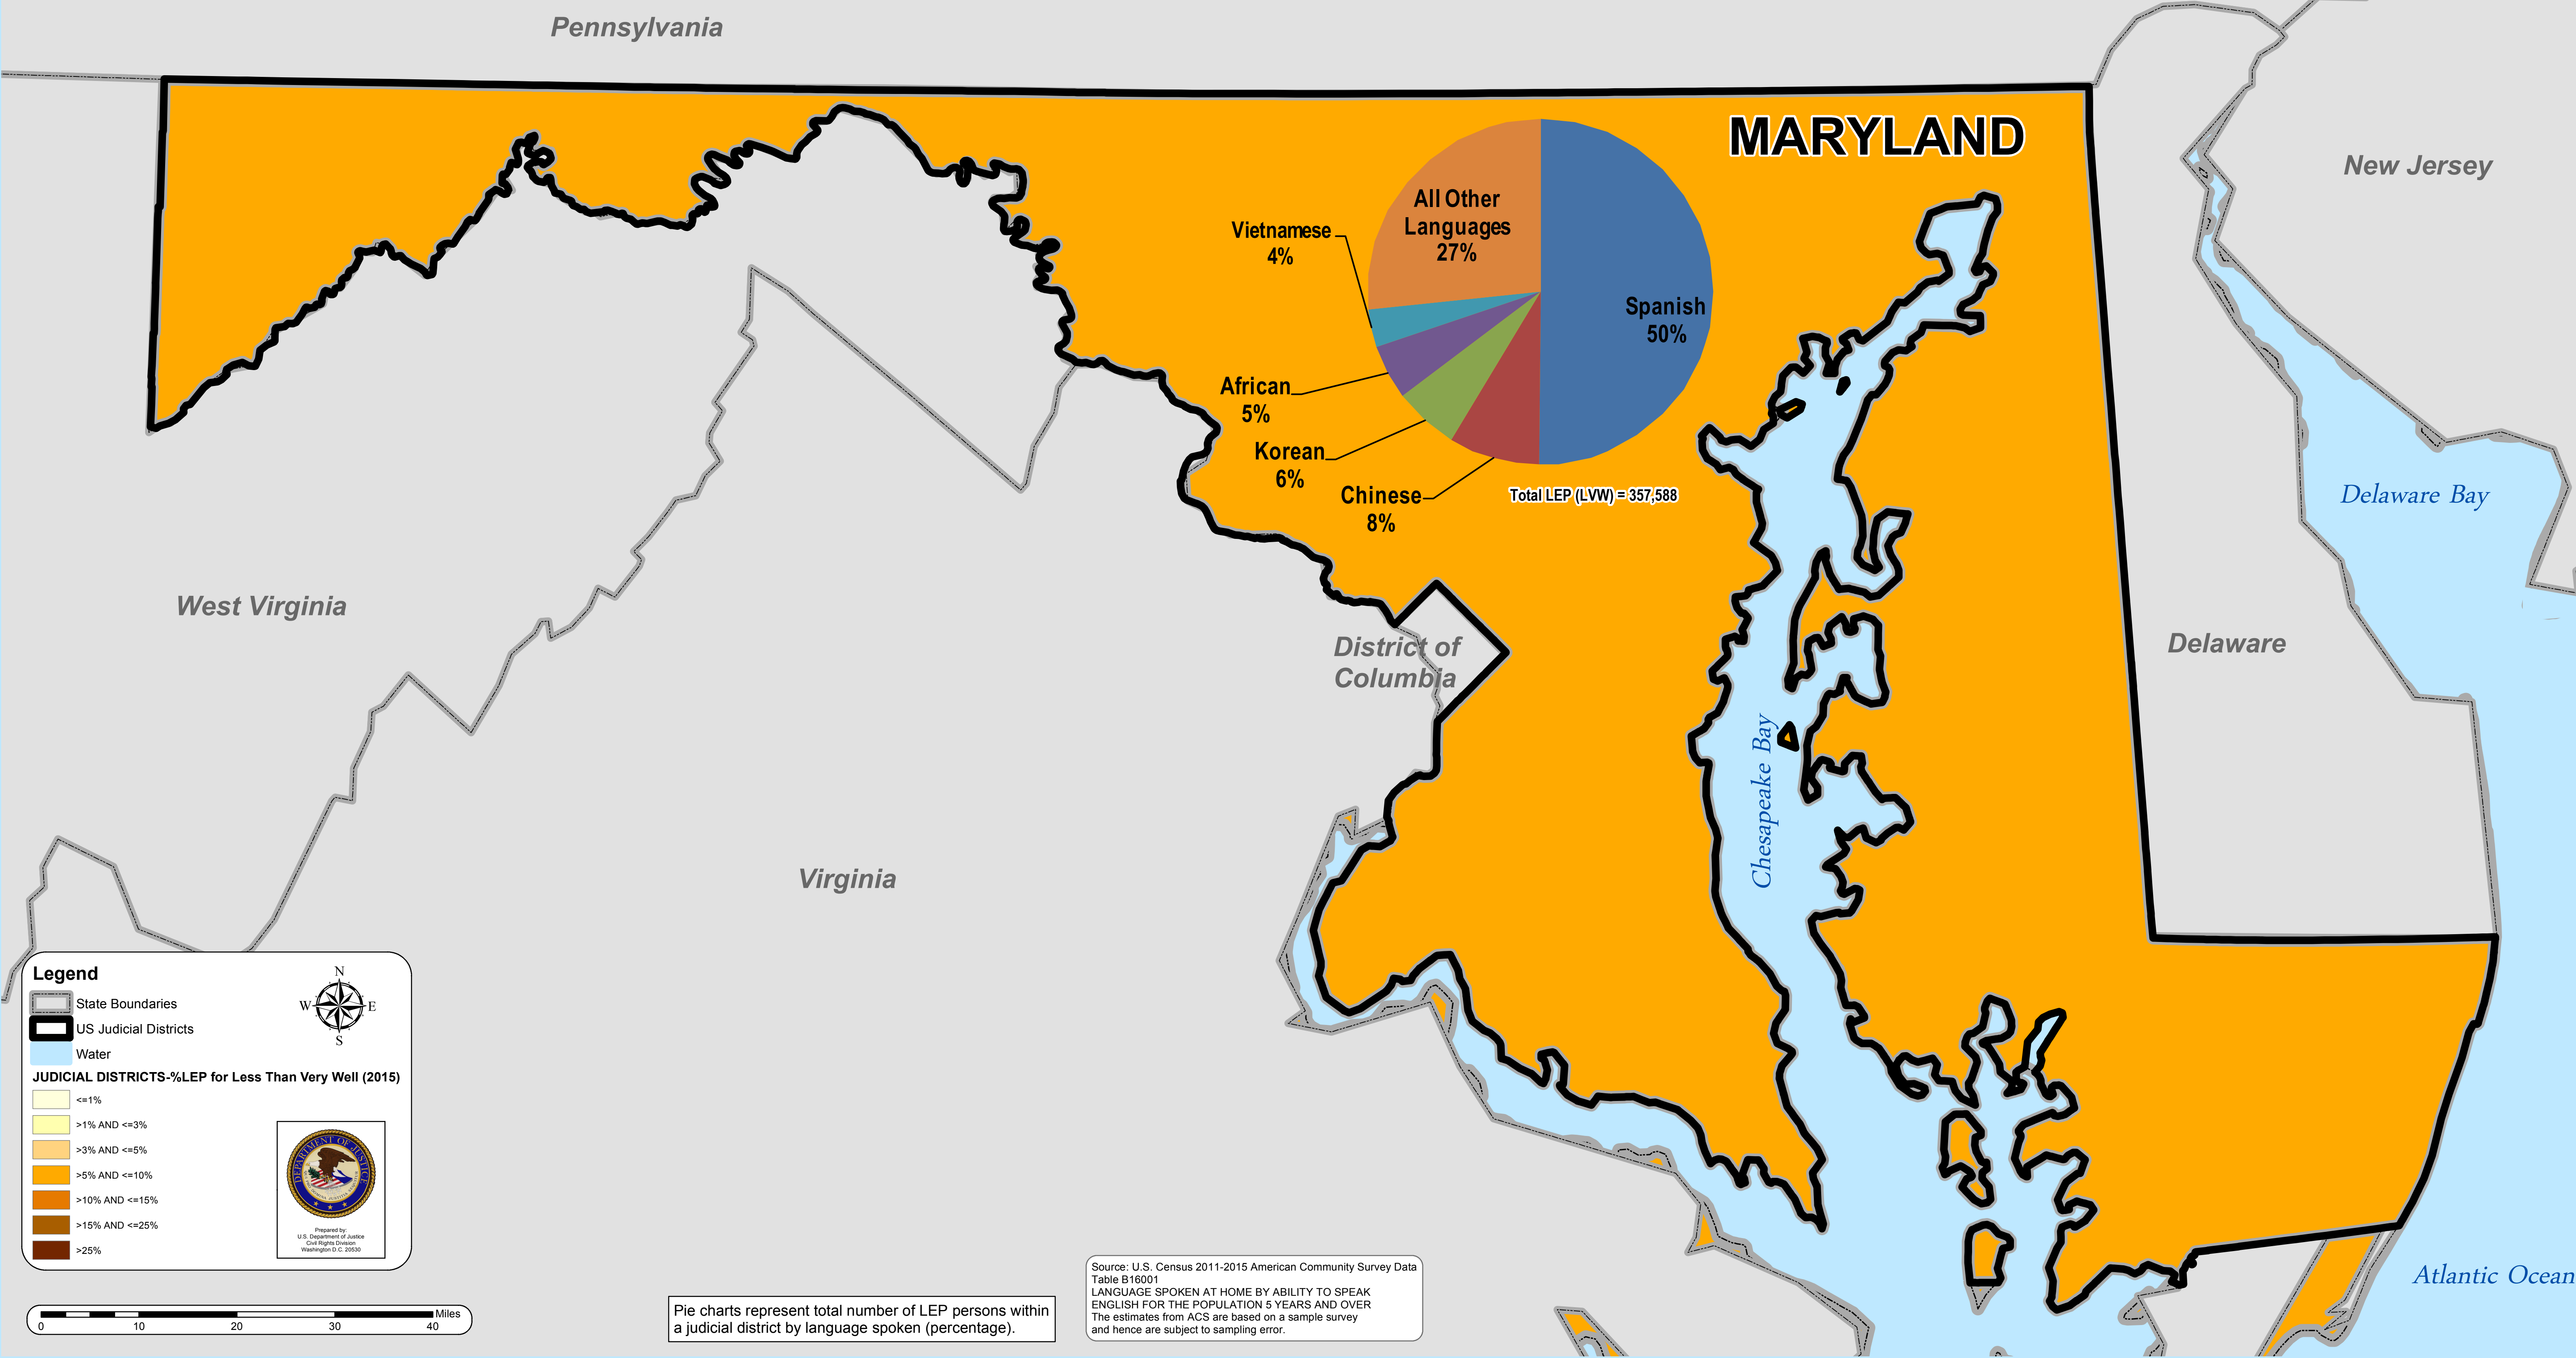 Pennsylvania
MARYLAND
New Jersey
All Other
Languages
27%
Vietnamese
4%
Spanish
50%
African
5%
Korean
6%
Chinese
8%
Total LEP (LVW) = 357,588
Delaware Bay
West Virginia
District of
Columbia
Delaware
Chesapeake Bay
Virginia
Legend
State Boundaries
US Judicial Districts
Water
N
W
E
S
JUDICIAL DISTRICTS-%LEP for Less Than Very Well (2015)
<=1%
>1% AND <=3%
>3% AND <=5%
>5% AND <=10%
>10% AND <=15%
>15% AND <=25%
>25%
DEPARTMENT OF JUSTICE
Prepared by:
U.S. Department of Justice
Civil Rights Division
Washington D.C. 20530
Miles
0 10 20 30 40
Pie charts represent total number of LEP persons within
a judicial district by language spoken (percentage).
Source: U.S. Census 2011-2015 American Community Survey Data
Table B16001
LANGUAGE SPOKEN AT HOME BY ABILITY TO SPEAK
ENGLISH FOR THE POPULATION 5 YEARS AND OVER
The estimates from ACS are based on a sample survey
and hence are subject to sampling error.
Atlantic Ocean